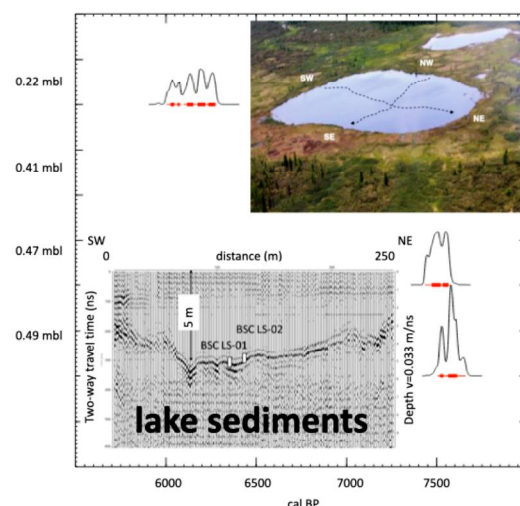 0.22 mbl
0.41 mbl
0.47 mbl
0.49 mbl
SW
NW
SE
NE
SW
NE
0
distance (m)
250
Two-way travel time (ns)
5 m
BSC LS-01
BSC LS-02
Depth v=0.033 m/ns
lake sediments
6000
6500
7000
7500
cal BP